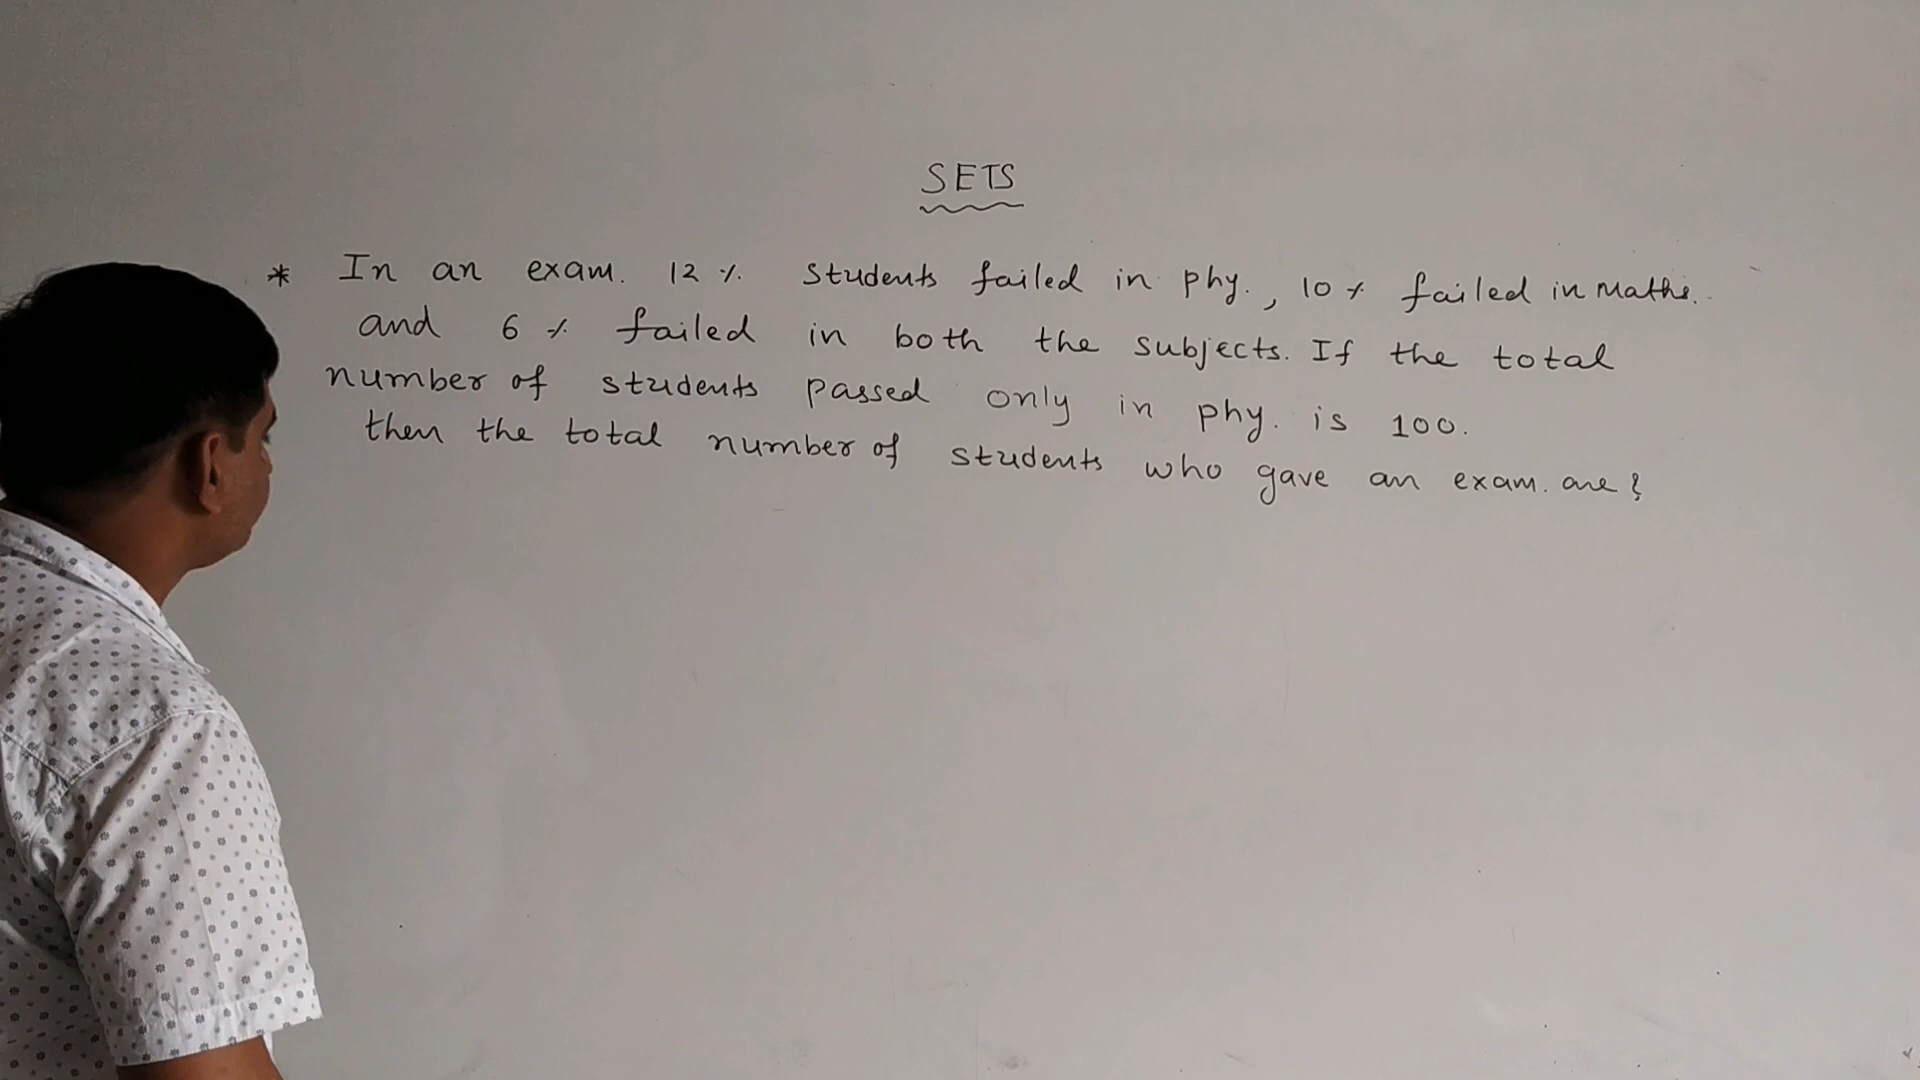 SETS
* In an exam. 12 % students failed in phy., 10 % failed in maths.
and 6 % failed in both the subjects. If the total
number of students passed only in phy. is 100.
then the total number of students who gave an exam. are ?